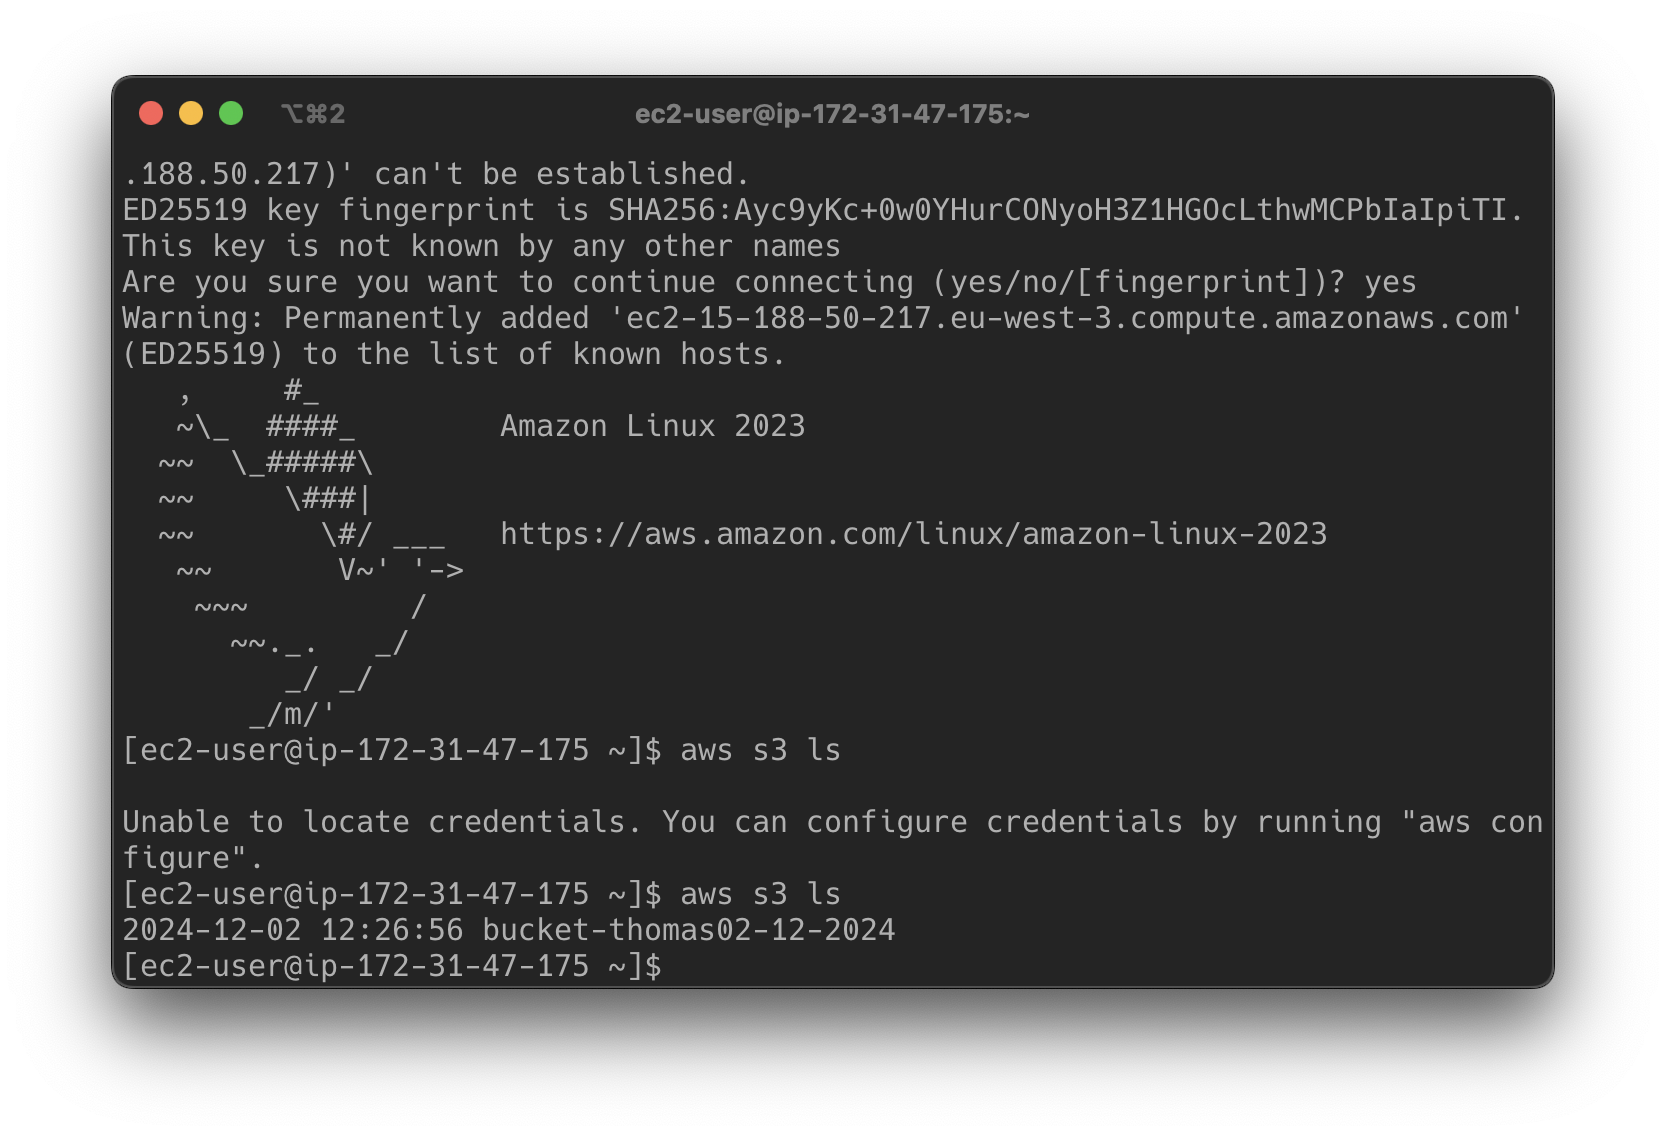 ⌥⌘2
ec2-user@ip-172-31-47-175:~
.188.50.217)' can't be established.
ED25519 key fingerprint is SHA256:Ayc9yKc+0w0YHurCONyoH3Z1HGOcLthwMCPbIaIpiTI.
This key is not known by any other names
Are you sure you want to continue connecting (yes/no/[fingerprint])? yes
Warning: Permanently added 'ec2-15-188-50-217.eu-west-3.compute.amazonaws.com'
(ED25519) to the list of known hosts.
   ,     #_
   ~\_  ####_        Amazon Linux 2023
  ~~  \_#####\
  ~~     \###|
  ~~       \#/ ___   https://aws.amazon.com/linux/amazon-linux-2023
   ~~       V~' '->
    ~~~         /
      ~~._.   _/
         _/ _/
       _/m/'
[ec2-user@ip-172-31-47-175 ~]$ aws s3 ls
Unable to locate credentials. You can configure credentials by running "aws con
figure".
[ec2-user@ip-172-31-47-175 ~]$ aws s3 ls
2024-12-02 12:26:56 bucket-thomas02-12-2024
[ec2-user@ip-172-31-47-175 ~]$